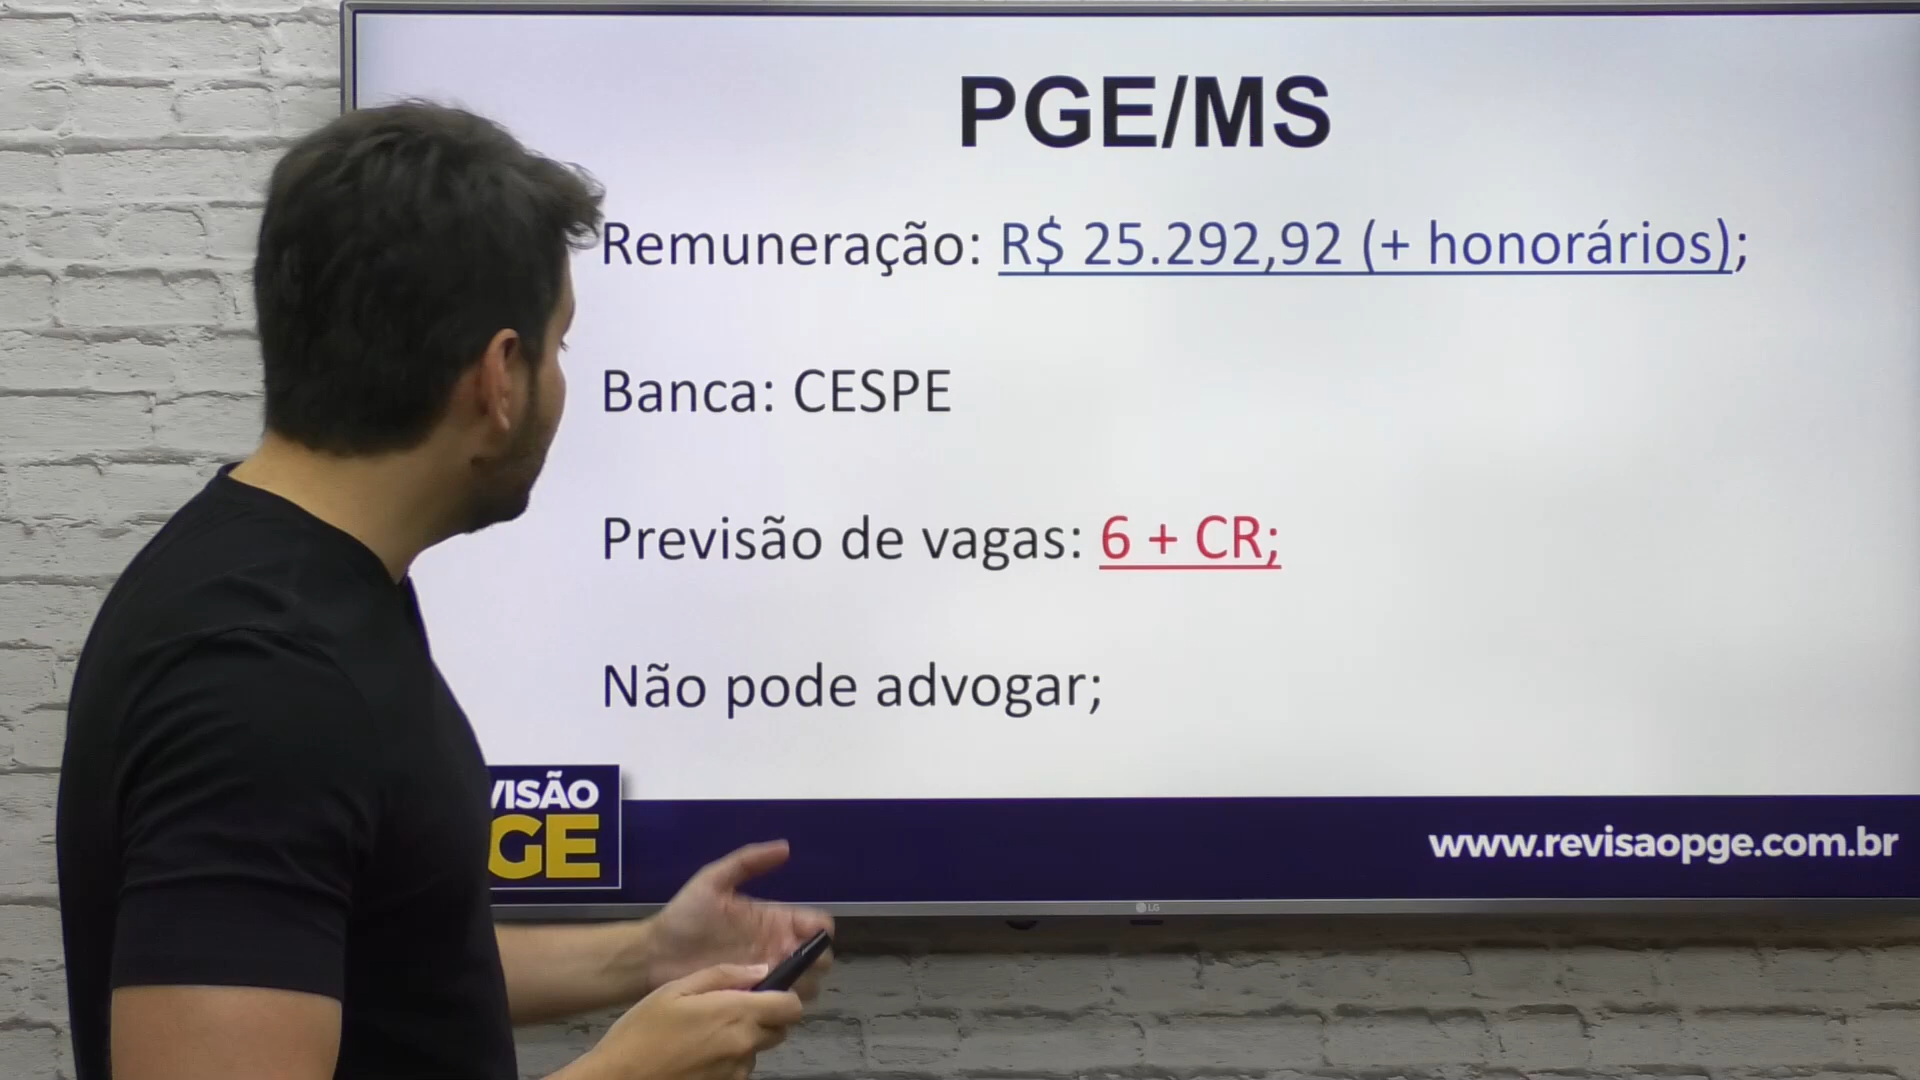 PGE/MS
Remuneração: R$ 25.292,92 (+ honorários);
Banca: CESPE
Previsão de vagas: 6 + CR;
Não pode advogar;
VISÃO
GE
www.revisaopge.com.br
LG